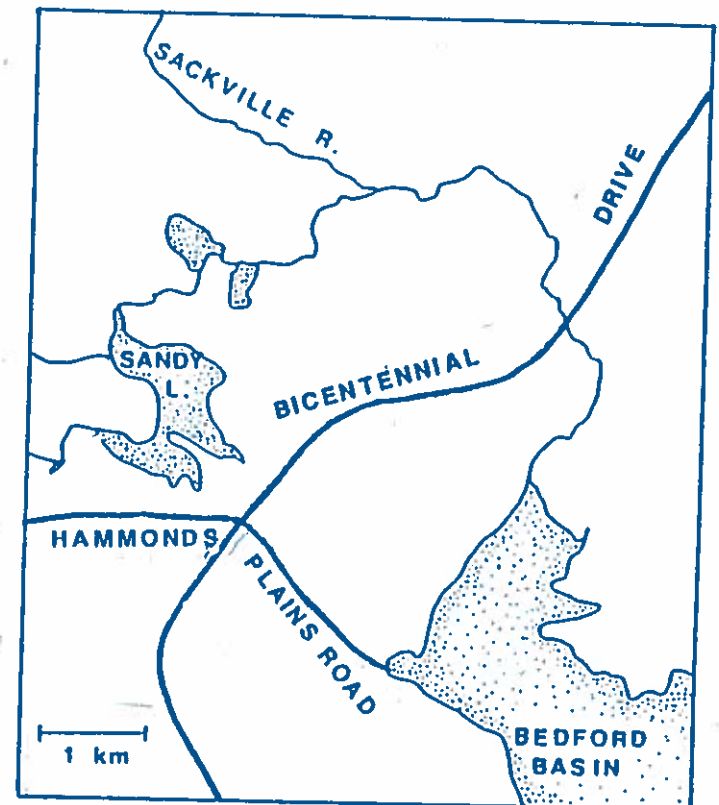 SACKVILLE R.
DRIVE
SANDY
L.
BICENTENNIAL
HAMMONDS
PLAINS ROAD
1 km
BEDFORD
BASIN